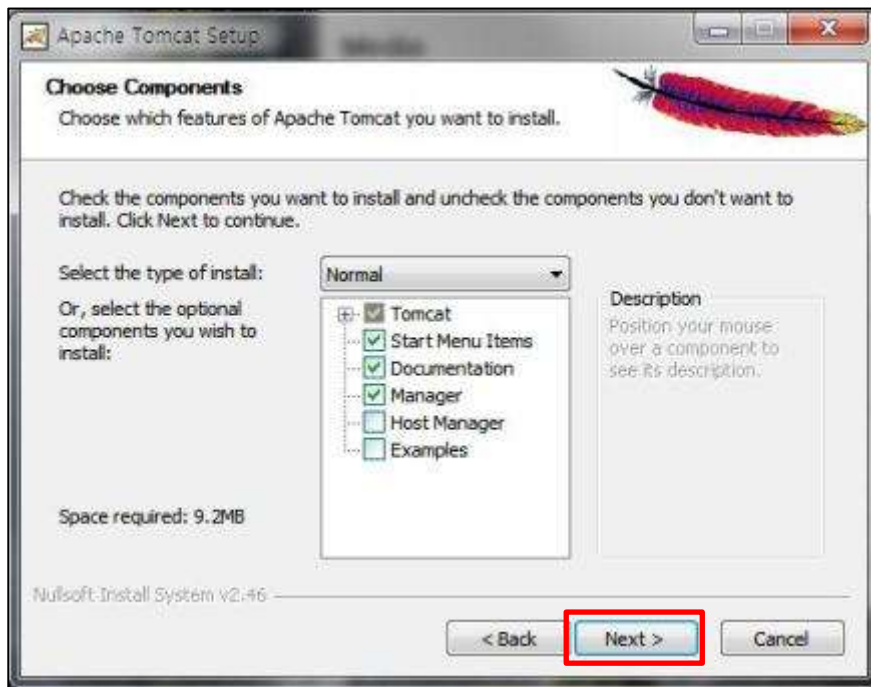 Apache Tomcat Setup
Choose Components
Choose which features of Apache Tomcat you want to install.
Check the components you want to install and uncheck the components you don't want to
install. Click Next to continue.
Select the type of install:
Normal
Or, select the optional
components you wish to
install:
Tomcat
Start Menu Items
Documentation
Manager
Host Manager
Examples
Description
Position your mouse
over a component to
see its description.
Space required: 9.2MB
Nullsoft Install System v2.46
< Back
Next >
Cancel